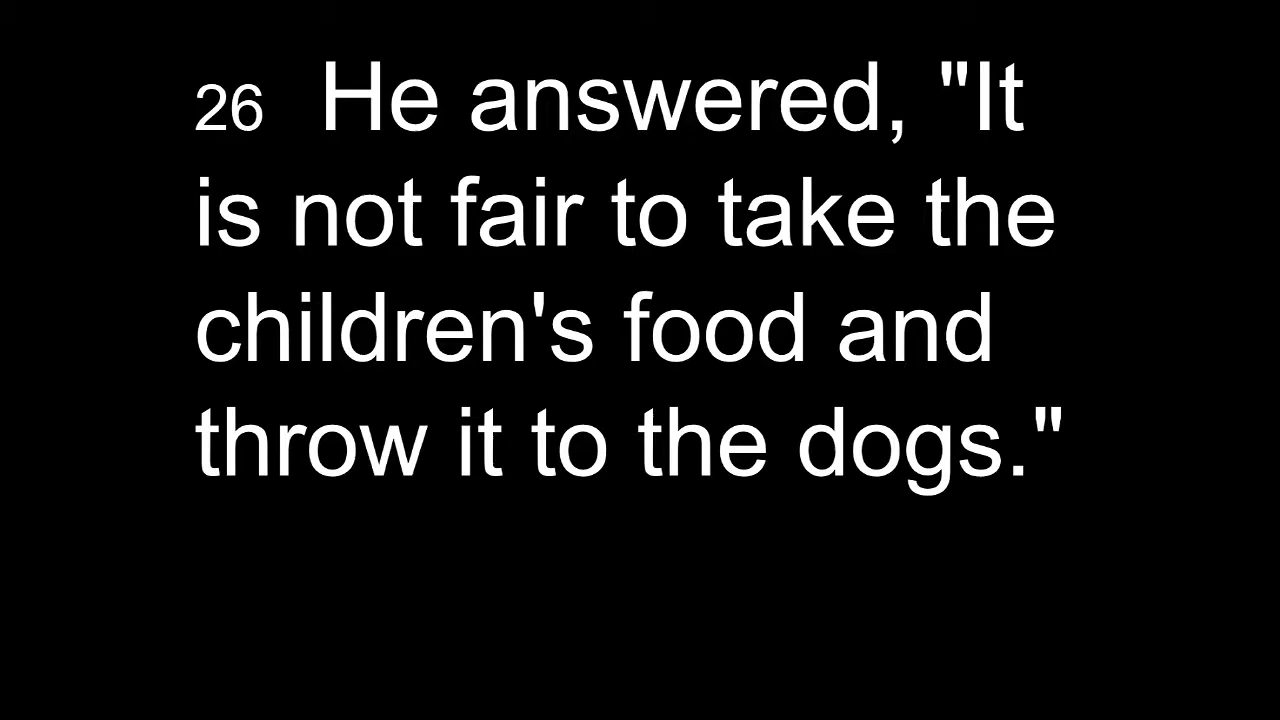 26 He answered, "It
is not fair to take the
children's food and
throw it to the dogs."